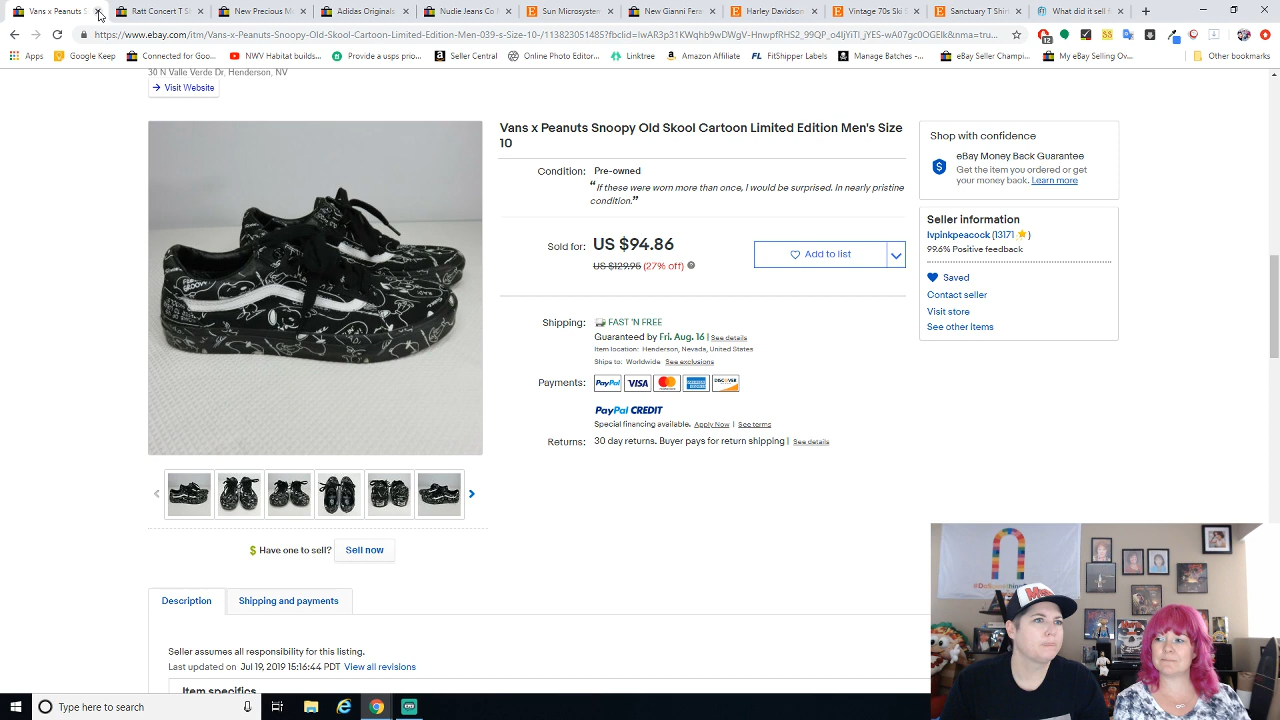 Vans x Peanuts S
Ratt Concert T S
New Precious M
Adidas Originals
Nudie Jeans Co
Sun Microsystem
New Gianni Fera
Harley Davidson
Vintage 70s Ski
Sanctuary T Shir
What did it sell f
https://www.ebay.com/itm/Vans-x-Peanuts-Snoopy-Old-Skool-Cartoon-Limited-Edition-Men-039-s-Size-10-/113823051485?fbclid=IwAR3p31KWqhb9wDWgV-HnwpfRHS2_99QP_o4ljYiTl_jYES-wA07gc0OGEIk&nma=tru...
Apps
Google Keep
Connected for Goo...
NWV Habitat builds...
Hide a usps prio...
Linktree
Seller Central
Online Photo Editor...
Amazon Affiliate
FitShipper Labels
Manage Batches -...
eBay Seller Champi...
My eBay Selling Ov...
Other bookmarks
30 N Valle Verde Dr, Henderson, NV
→ Visit Website
Vans x Peanuts Snoopy Old Skool Cartoon Limited Edition Men's Size
10
Condition: Pre-owned
“ If these were worn more than once, I would be surprised. In nearly pristine
condition.”
Sold for: US $94.86
US $129.95 (27% off)
Add to list
Shipping: FAST 'N FREE
Guaranteed by Fri. Aug. 16 | See details
Item location: Henderson, Nevada, United States
Ships to: Worldwide See exclusions
Payments: PayPal VISA DISCOVER
PayPal CREDIT
Special financing available. Apply Now | See terms
Returns: 30 day returns. Buyer pays for return shipping | See details
Shop with confidence
eBay Money Back Guarantee
Get the item you ordered or get
your money back. Learn more
Seller information
lvpinkpeacock (13171 )
99.6% Positive feedback
Saved
Contact seller
Visit store
See other items
$ Have one to sell? Sell now
Description
Shipping and payments
Seller assumes all responsibility for this listing.
Last updated on Jul 19, 2019 15:16:44 PDT View all revisions
Item specifics
Type here to search